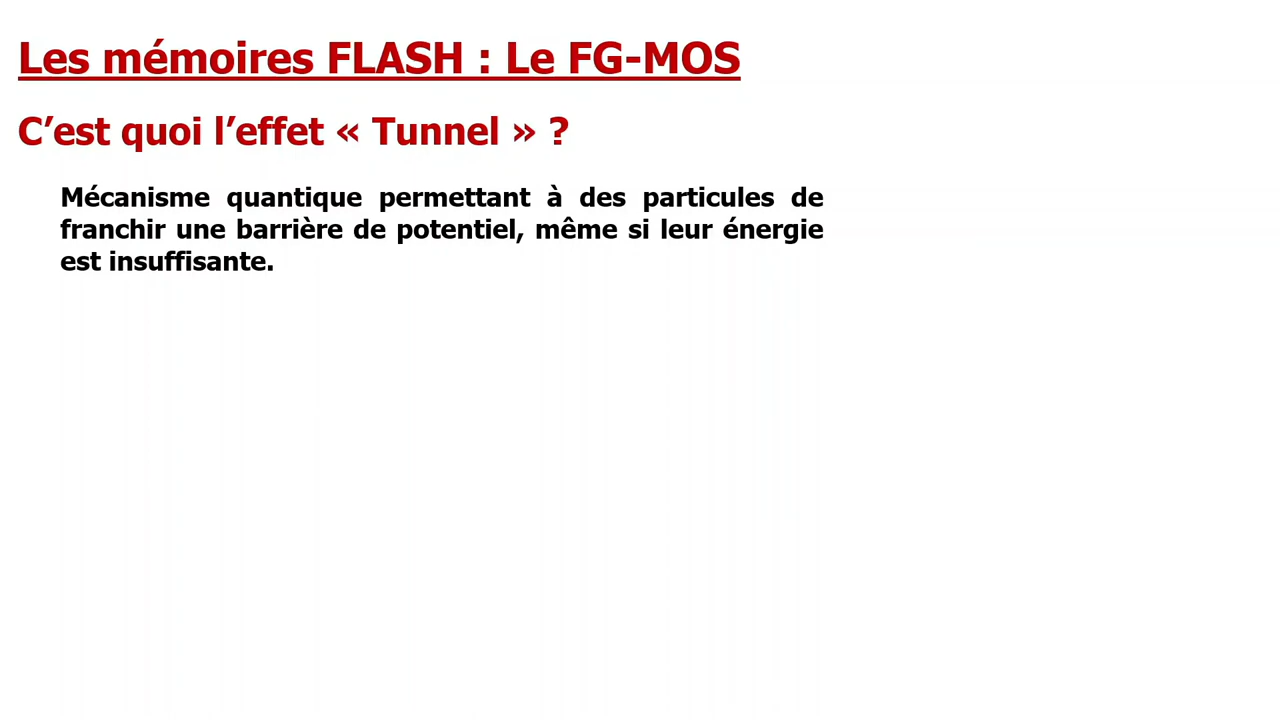 Les mémoires FLASH : Le FG-MOS
C’est quoi l’effet « Tunnel » ?
Mécanisme quantique permettant à des particules de
franchir une barrière de potentiel, même si leur énergie
est insuffisante.